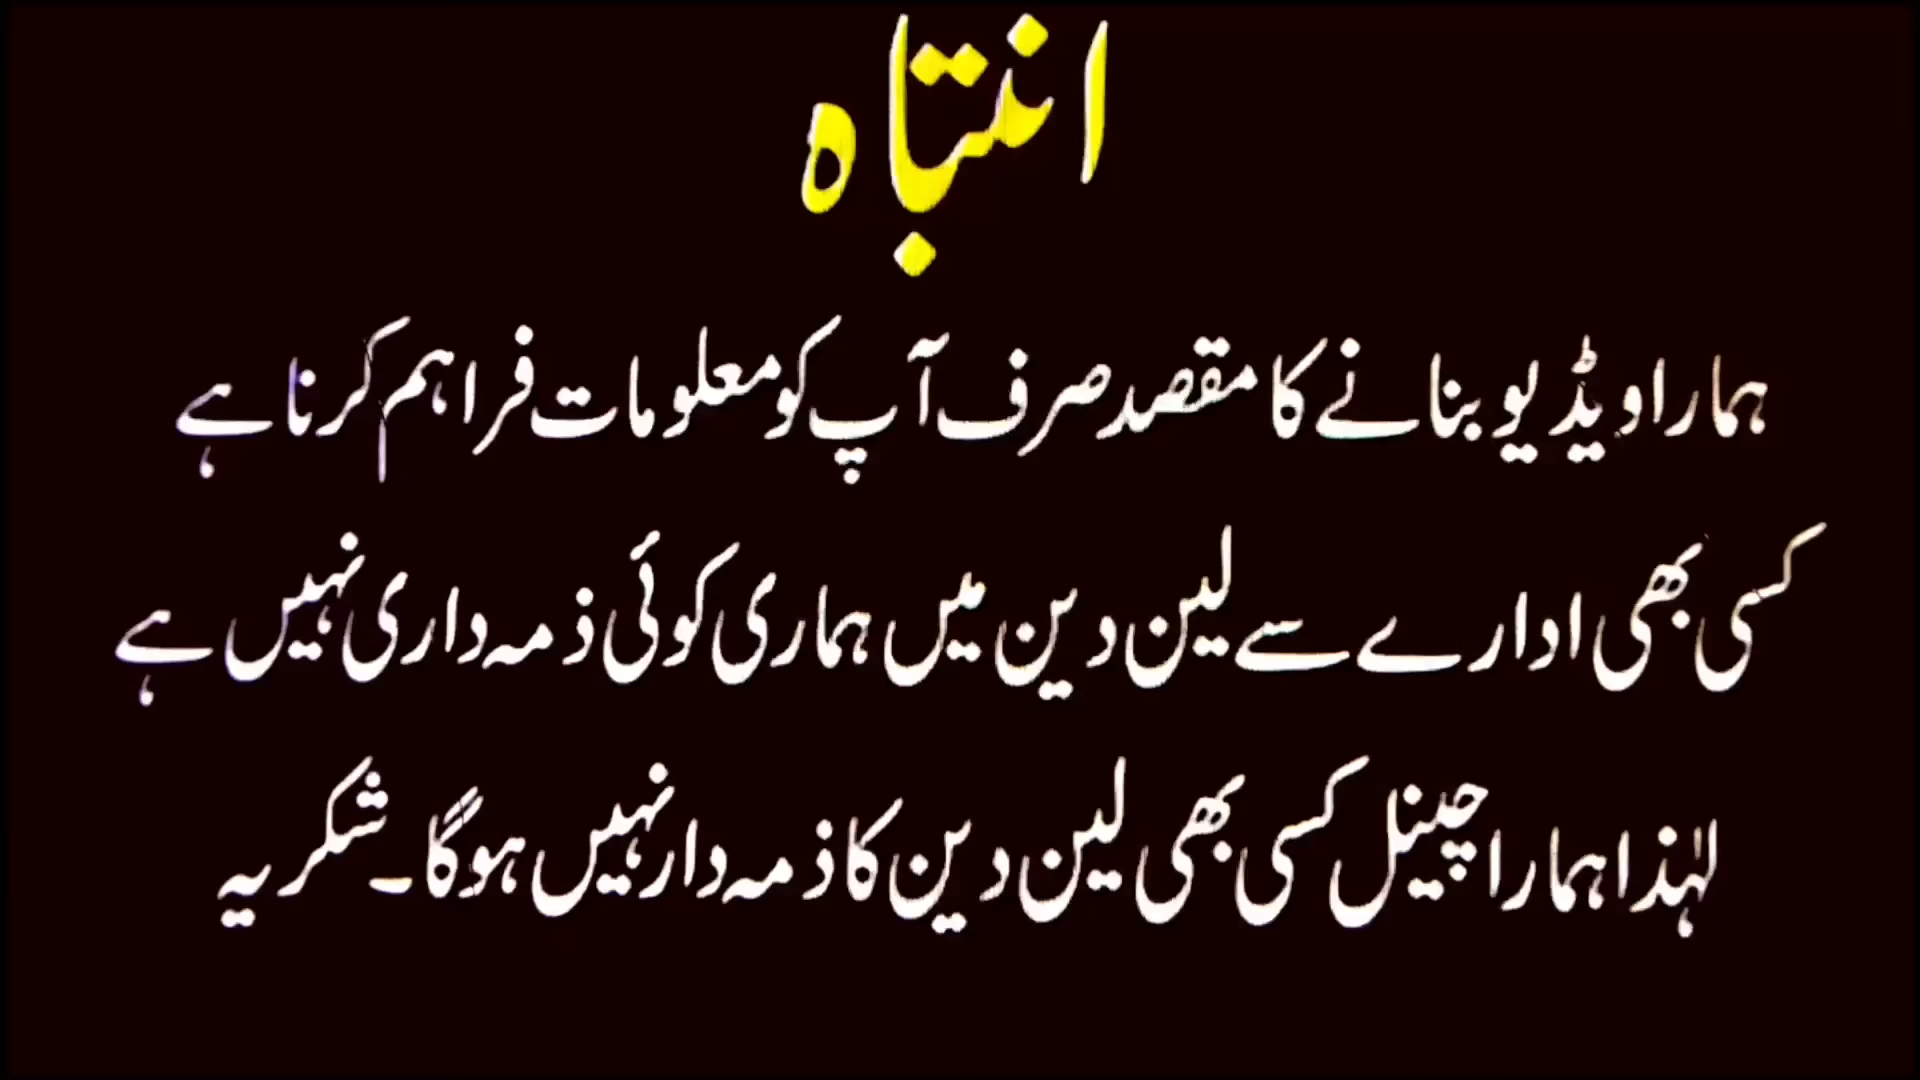 انتباہ
ہمارا ویڈیو بنانے کا مقصد صرف آپ کو معلومات فراہم کرنا ہے
کسی بھی ادارے سے لین دین میں ہماری کوئی ذمہ داری نہیں ہے
لہٰذا ہمارا چینل کسی بھی لین دین کا ذمہ دار نہیں ہوگا۔ شکریہ